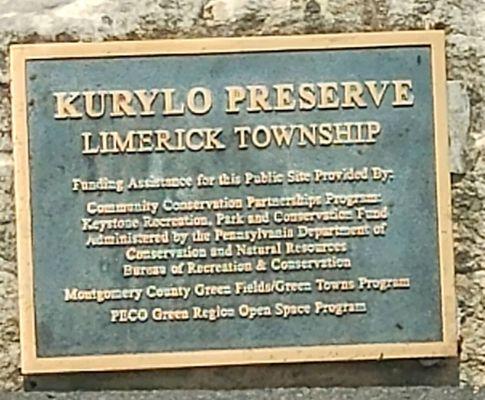 KURYLO PRESERVE
LIMERICK TOWNSHIP
Funding Assistance for this Public Site Provided By:
Community Conservation Partnerships Program:
Keystone Recreation, Park and Conservation Fund
Administered by the Pennsylvania Department of
Conservation and Natural Resources
Bureau of Recreation & Conservation
Montgomery County Green Fields/Green Towns Program
PECO Green Region Open Space Program